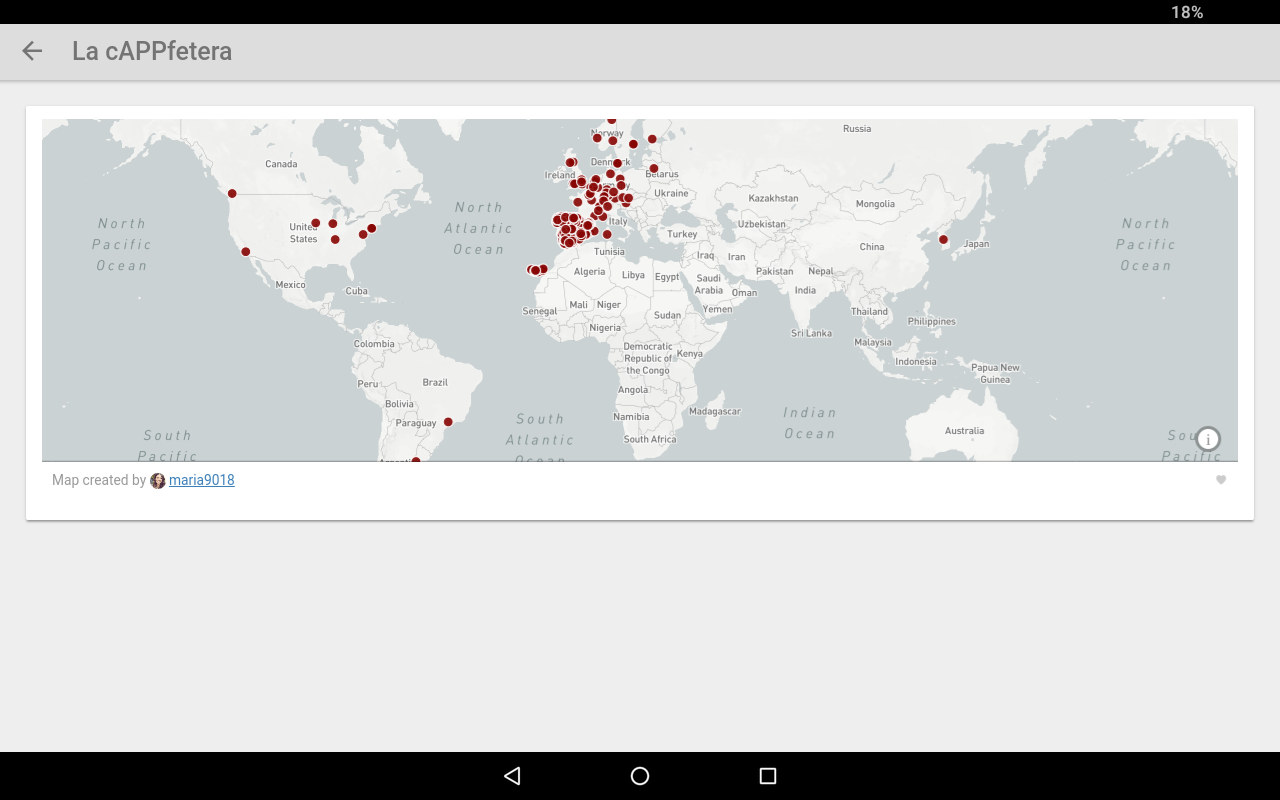 18%
La cAPPfetera
Norway
Russia
Canada
Denmark
Ireland
Belarus
Ukraine
Kazakhstan
Mongolia
North
Pacific
Ocean
United
States
North
Atlantic
Ocean
Italy
Uzbekistan
Turkey
China
Japan
North
Pacific
Ocean
Tunisia
Iraq
Iran
Algeria
Libya
Egypt
Pakistan
Nepal
Mexico
Cuba
Saudi
Arabia
Oman
India
Senegal
Mali
Niger
Sudan
Yemen
Thailand
Philippines
Nigeria
Sri Lanka
Colombia
Democratic
Republic of
the Congo
Kenya
Malaysia
Indonesia
Papua New
Guinea
Peru
Brazil
Angola
Bolivia
Paraguay
Namibia
Madagascar
South
Atlantic
Ocean
Indian
Ocean
South Africa
Australia
South
Pacific
Argentina
South
Pacific
i
Map created by maria9018